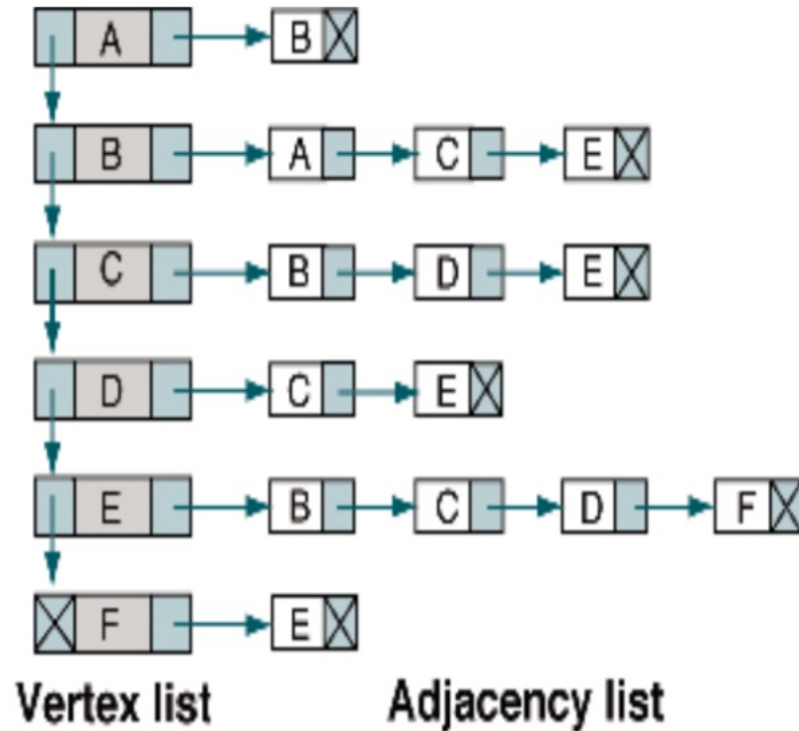 A B
B A C E
C B D E
D C E
E B C D F
F E
Vertex list Adjacency list